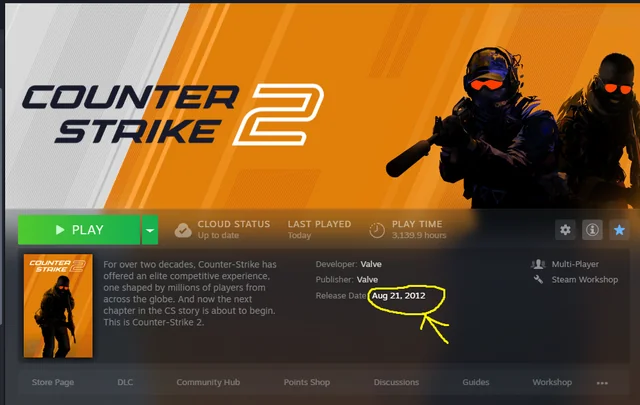 COUNTER
STRIKE 2
PLAY
CLOUD STATUS
Up to date
LAST PLAYED
Today
PLAY TIME
3,139.9 hours
COUNTER
STRIKE 2
For over two decades, Counter-Strike has
offered an elite competitive experience,
one shaped by millions of players from
across the globe. And now the next
chapter in the CS story is about to begin.
This is Counter-Strike 2.
Developer: Valve
Publisher: Valve
Release Date: Aug 21, 2012
Multi-Player
Steam Workshop
Store Page DLC Community Hub Points Shop Discussions Guides Workshop •••